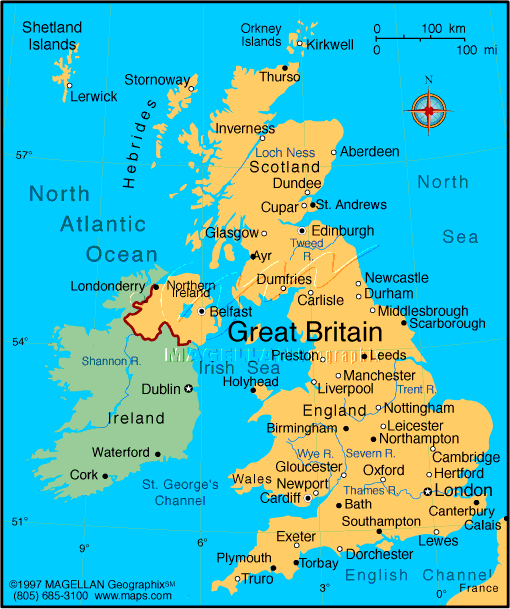 Shetland
Islands
Lerwick
Orkney
Islands
Kirkwell
0 100 km
0 100 mi
Thurso
Stornoway
Hebrides
N
Inverness
Loch Ness
Aberdeen
57°
Scotland
North
Atlantic
Ocean
North
Sea
Dundee
Cupar
St. Andrews
Glasgow
Edinburgh
Tweed
R.
Ayr
Dumfries
Newcastle
Carlisle
Durham
Londonderry
Northern
Ireland
Belfast
Middlesbrough
Scarborough
Great Britain
54°
MAGELLAN Geographix
Preston
Leeds
Shannon R.
Irish Sea
Manchester
Dublin
Holyhead
Liverpool
Trent R.
Ireland
England
Nottingham
Birmingham
Leicester
Northampton
Waterford
Wye R.
Severn R.
Cambridge
Cork
Gloucester
Oxford
Hertford
St. George's
Channel
Wales
Newport
Thames R.
London
Cardiff
Bath
Canterbury
51°
Southampton
Calais
Exeter
Lewes
Plymouth
Dorchester
9°
6°
Torbay
English Channel
Truro
3°
0°
France
©1997 MAGELLAN Geographix℠
(805) 685-3100 www.maps.com